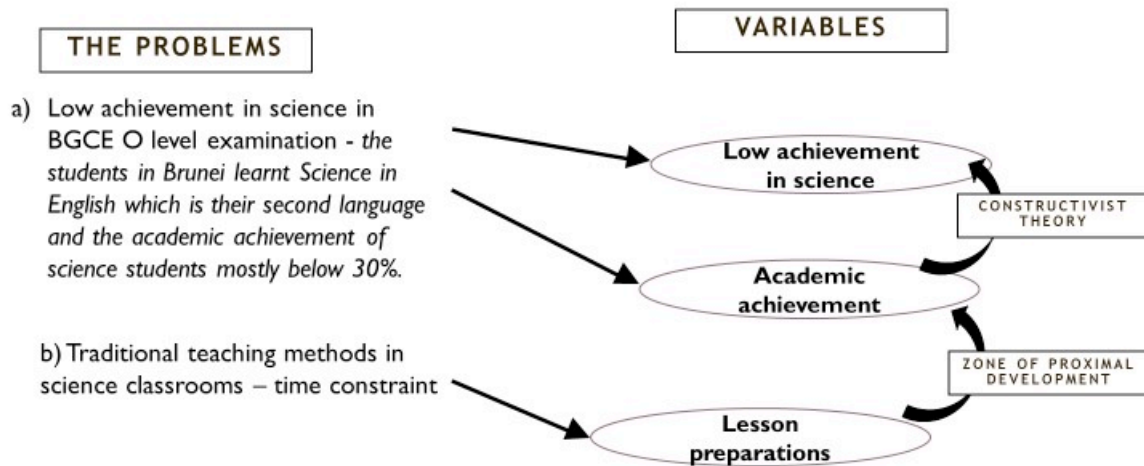 THE PROBLEMS
a) Low achievement in science in
BGCE O level examination - the
students in Brunei learnt Science in
English which is their second language
and the academic achievement of
science students mostly below 30%.
b) Traditional teaching methods in
science classrooms – time constraint
VARIABLES
Low achievement
in science
CONSTRUCTIVIST
THEORY
Academic
achievement
ZONE OF PROXIMAL
DEVELOPMENT
Lesson
preparations